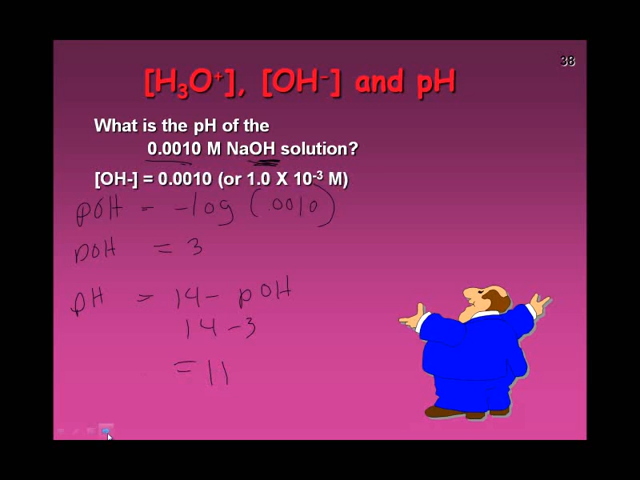 38
[H₃O⁺], [OH⁻] and pH
What is the pH of the
0.0010 M NaOH solution?
[OH-] = 0.0010 (or 1.0 X 10⁻³ M)
pOH = -log (.0010)
pOH = 3
pH = 14 - pOH
14 - 3
= 11